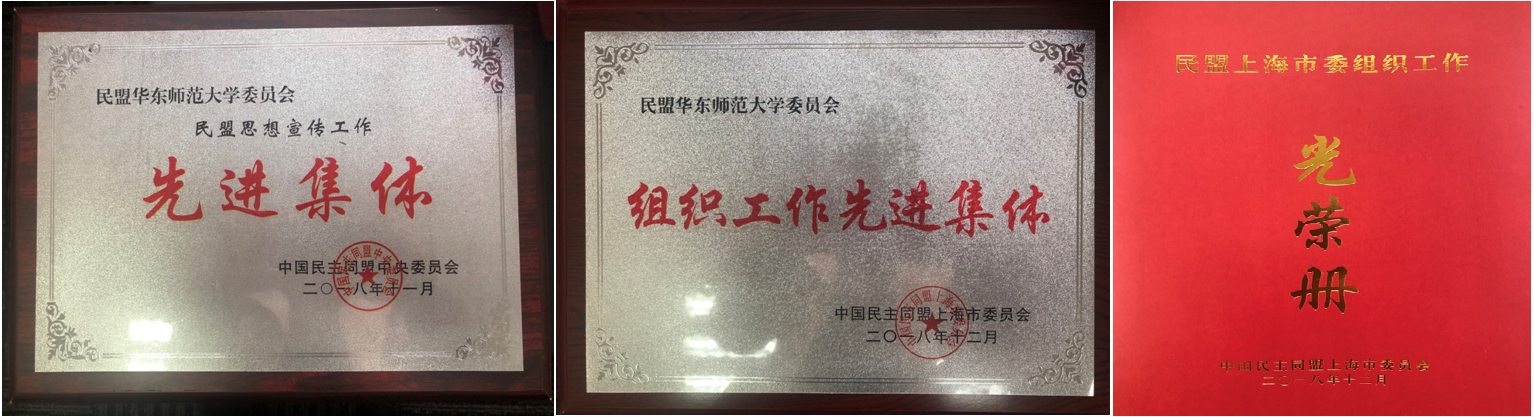 民盟华东师范大学委员会
民盟思想宣传工作
先进集体
中国民主同盟中央委员会
二〇一八年十一月
民盟华东师范大学委员会
组织工作先进集体
中国民主同盟上海市委员会
二〇一八年十二月
民盟上海市委组织工作
光
荣
册
中国民主同盟上海市委员会
二〇一八年十二月